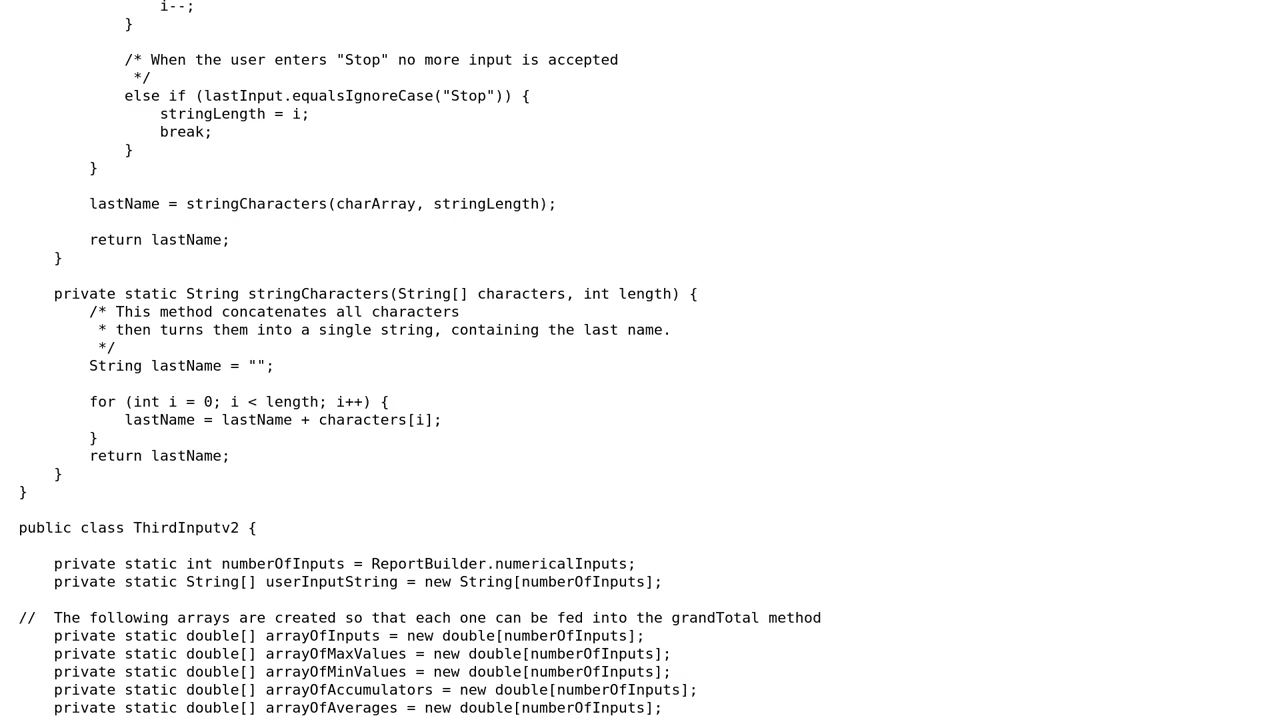 i--;
            }

            /* When the user enters "Stop" no more input is accepted
             */
            else if (lastInput.equalsIgnoreCase("Stop")) {
                stringLength = i;
                break;
            }
        }

        lastName = stringCharacters(charArray, stringLength);

        return lastName;
    }

    private static String stringCharacters(String[] characters, int length) {
        /* This method concatenates all characters
         * then turns them into a single string, containing the last name.
         */
        String lastName = "";

        for (int i = 0; i < length; i++) {
            lastName = lastName + characters[i];
        }
        return lastName;
    }
}

public class ThirdInputv2 {

    private static int numberOfInputs = ReportBuilder.numericalInputs;
    private static String[] userInputString = new String[numberOfInputs];

//  The following arrays are created so that each one can be fed into the grandTotal method
    private static double[] arrayOfInputs = new double[numberOfInputs];
    private static double[] arrayOfMaxValues = new double[numberOfInputs];
    private static double[] arrayOfMinValues = new double[numberOfInputs];
    private static double[] arrayOfAccumulators = new double[numberOfInputs];
    private static double[] arrayOfAverages = new double[numberOfInputs];